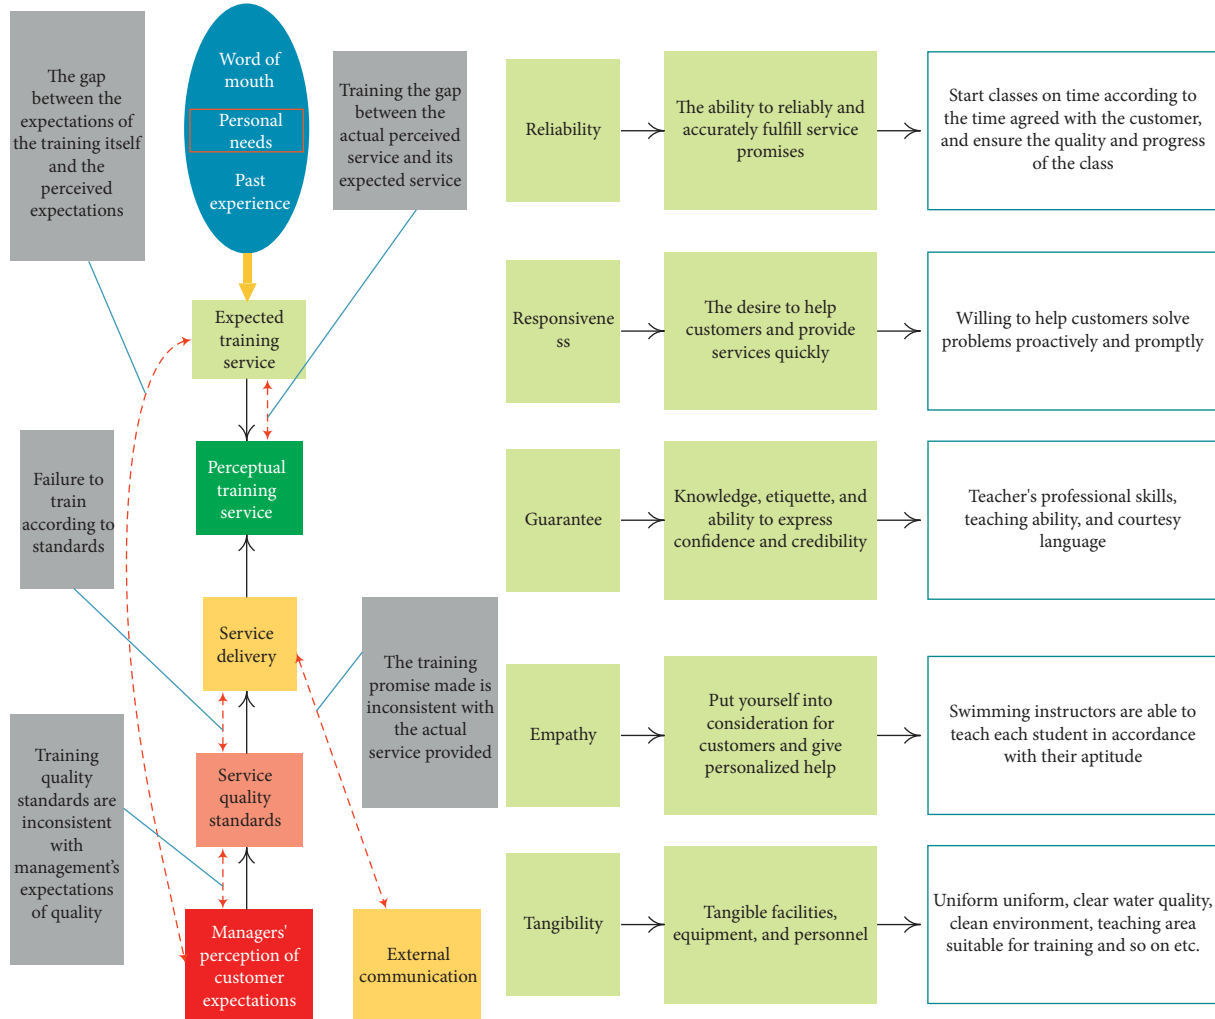 The gap
between the
expectations of
the training itself
and the
perceived
expectations
Word of
mouth
Personal
needs
Past
experience
Training the gap
between the
actual perceived
service and its
expected service
Expected
training
service
Perceptual
training
service
Failure to
train
according to
standards
Service
delivery
The training
promise made is
inconsistent with
the actual
service provided
Training
quality
standards are
inconsistent
with
management's
expectations
of quality
Service
quality
standards
Managers'
perception of
customer
expectations
External
communication
Reliability
The ability to reliably and
accurately fulfill service
promises
Start classes on time according to
the time agreed with the customer,
and ensure the quality and progress
of the class
Responsivene
ss
The desire to help
customers and provide
services quickly
Willing to help customers solve
problems proactively and promptly
Guarantee
Knowledge, etiquette, and
ability to express
confidence and credibility
Teacher's professional skills,
teaching ability, and courtesy
language
Empathy
Put yourself into
consideration for
customers and give
personalized help
Swimming instructors are able to
teach each student in accordance
with their aptitude
Tangibility
Tangible facilities,
equipment, and personnel
Uniform uniform, clear water quality,
clean environment, teaching area
suitable for training and so on etc.